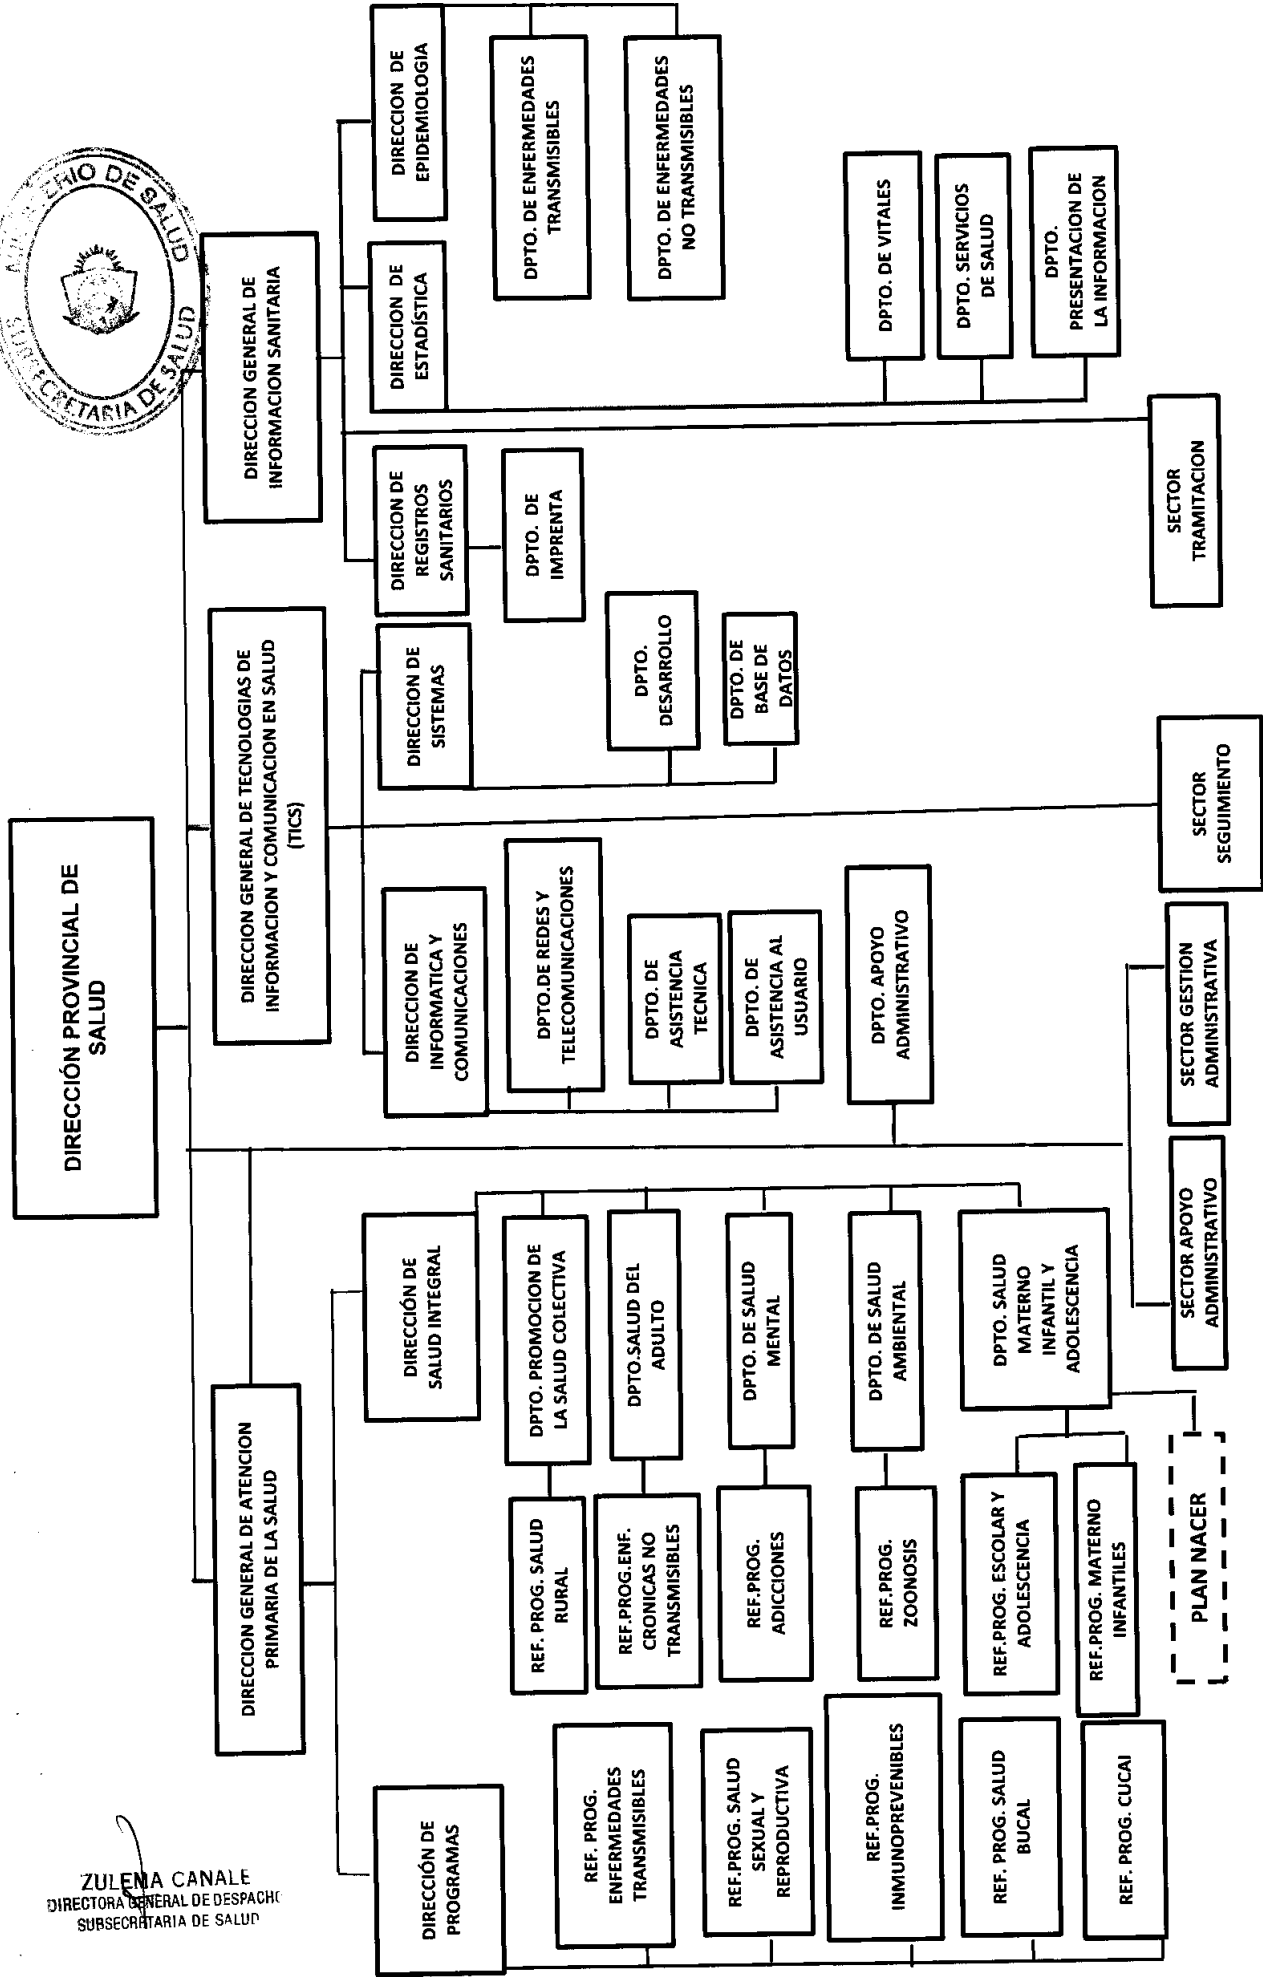 DIRECCIÓN PROVINCIAL DE
SALUD
DIRECCION GENERAL DE ATENCION
PRIMARIA DE LA SALUD
DIRECCION GENERAL DE TECNOLOGIAS DE
INFORMACION Y COMUNICACION EN SALUD
(TICS)
DIRECCION GENERAL DE
INFORMACION SANITARIA
DIRECCIÓN DE
PROGRAMAS
DIRECCIÓN DE
SALUD INTEGRAL
DIRECCION DE
INFORMATICA Y
COMUNICACIONES
DIRECCION DE
SISTEMAS
DIRECCION DE
REGISTROS
SANITARIOS
DIRECCION DE
ESTADÍSTICA
DIRECCION DE
EPIDEMIOLOGIA
REF. PROG.
ENFERMEDADES
TRANSMISIBLES
REF.PROG. SALUD
SEXUAL Y
REPRODUCTIVA
REF.PROG.
INMUNOPREVENIBLES
REF. PROG. SALUD
BUCAL
REF. PROG. CUCAI
REF. PROG. SALUD
RURAL
REF.PROG.ENF.
CRONICAS NO
TRANSMISIBLES
REF.PROG.
ADICCIONES
REF.PROG.
ZOONOSIS
REF.PROG. ESCOLAR Y
ADOLESCENCIA
REF.PROG. MATERNO
INFANTILES
PLAN NACER
DPTO. PROMOCION DE
LA SALUD COLECTIVA
DPTO.SALUD DEL
ADULTO
DPTO. DE SALUD
MENTAL
DPTO. DE SALUD
AMBIENTAL
DPTO. SALUD
MATERNO
INFANTIL Y
ADOLESCENCIA
DPTO.DE REDES Y
TELECOMUNICACIONES
DPTO. DE
ASISTENCIA
TECNICA
DPTO. DE
ASISTENCIA AL
USUARIO
DPTO. APOYO
ADMINISTRATIVO
SECTOR APOYO
ADMINISTRATIVO
SECTOR GESTION
ADMINISTRATIVA
DPTO.
DESARROLLO
DPTO. DE
BASE DE
DATOS
SECTOR
SEGUIMIENTO
DPTO. DE
IMPRENTA
SECTOR
TRAMITACION
DPTO. DE VITALES
DPTO. SERVICIOS
DE SALUD
DPTO.
PRESENTACION DE
LA INFORMACION
DPTO. DE ENFERMEDADES
TRANSMISIBLES
DPTO. DE ENFERMEDADES
NO TRANSMISIBLES
MINISTERIO DE SALUD
SUBSECRETARIA DE SALUD
ZULEMA CANALE
DIRECTORA GENERAL DE DESPACHO
SUBSECRETARIA DE SALUD